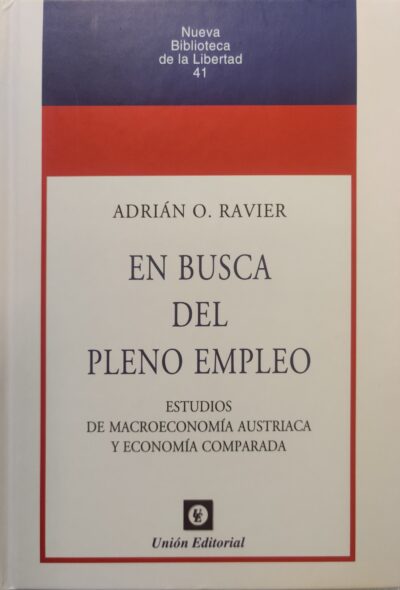 Nueva
Biblioteca
de la Libertad
41
ADRIÁN O. RAVIER
EN BUSCA
DEL
PLENO EMPLEO
ESTUDIOS
DE MACROECONOMÍA AUSTRIACA
Y ECONOMÍA COMPARADA
UE
Unión Editorial